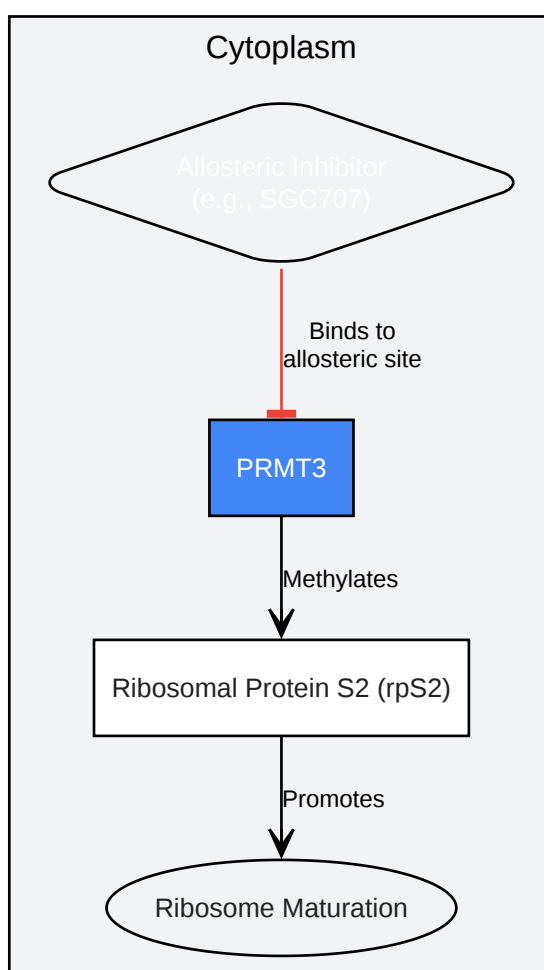 Cytoplasm
Allosteric Inhibitor
(e.g., SGC707)
Binds to
allosteric site
PRMT3
Methylates
Ribosomal Protein S2 (rpS2)
Promotes
Ribosome Maturation